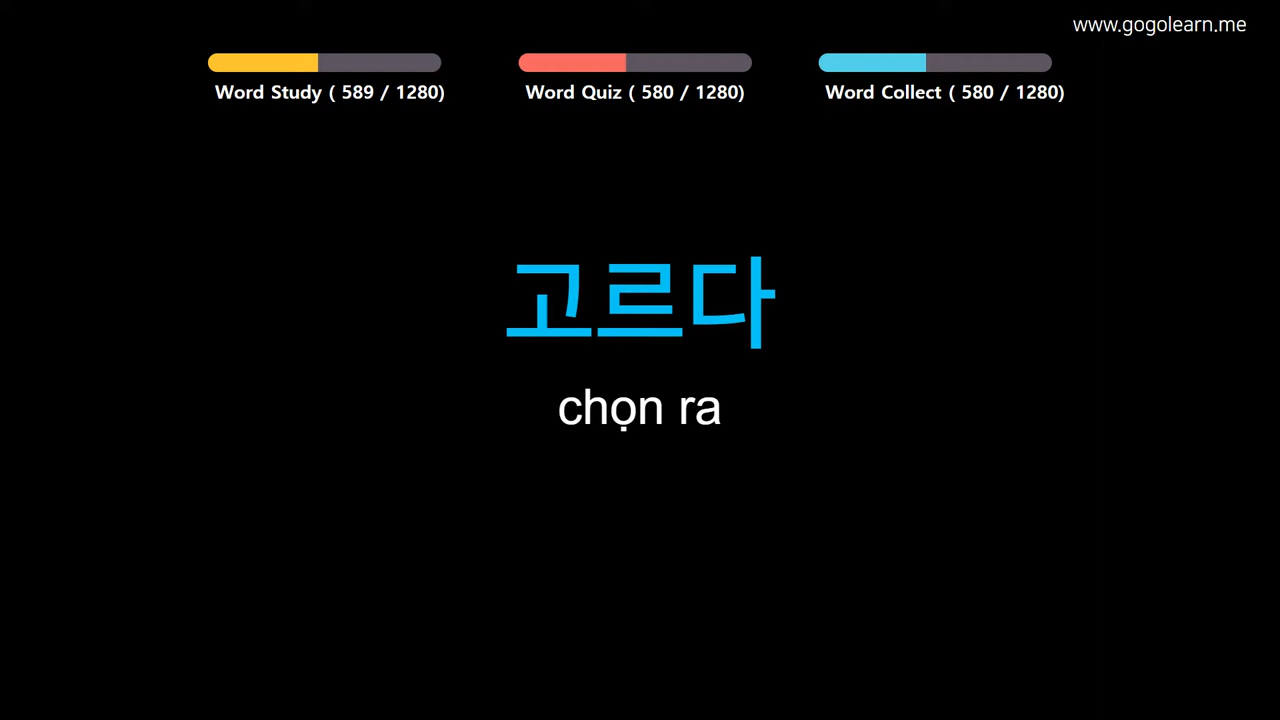 www.gogolearn.me
Word Study ( 589 / 1280)
Word Quiz ( 580 / 1280)
Word Collect ( 580 / 1280)
고르다
chọn ra